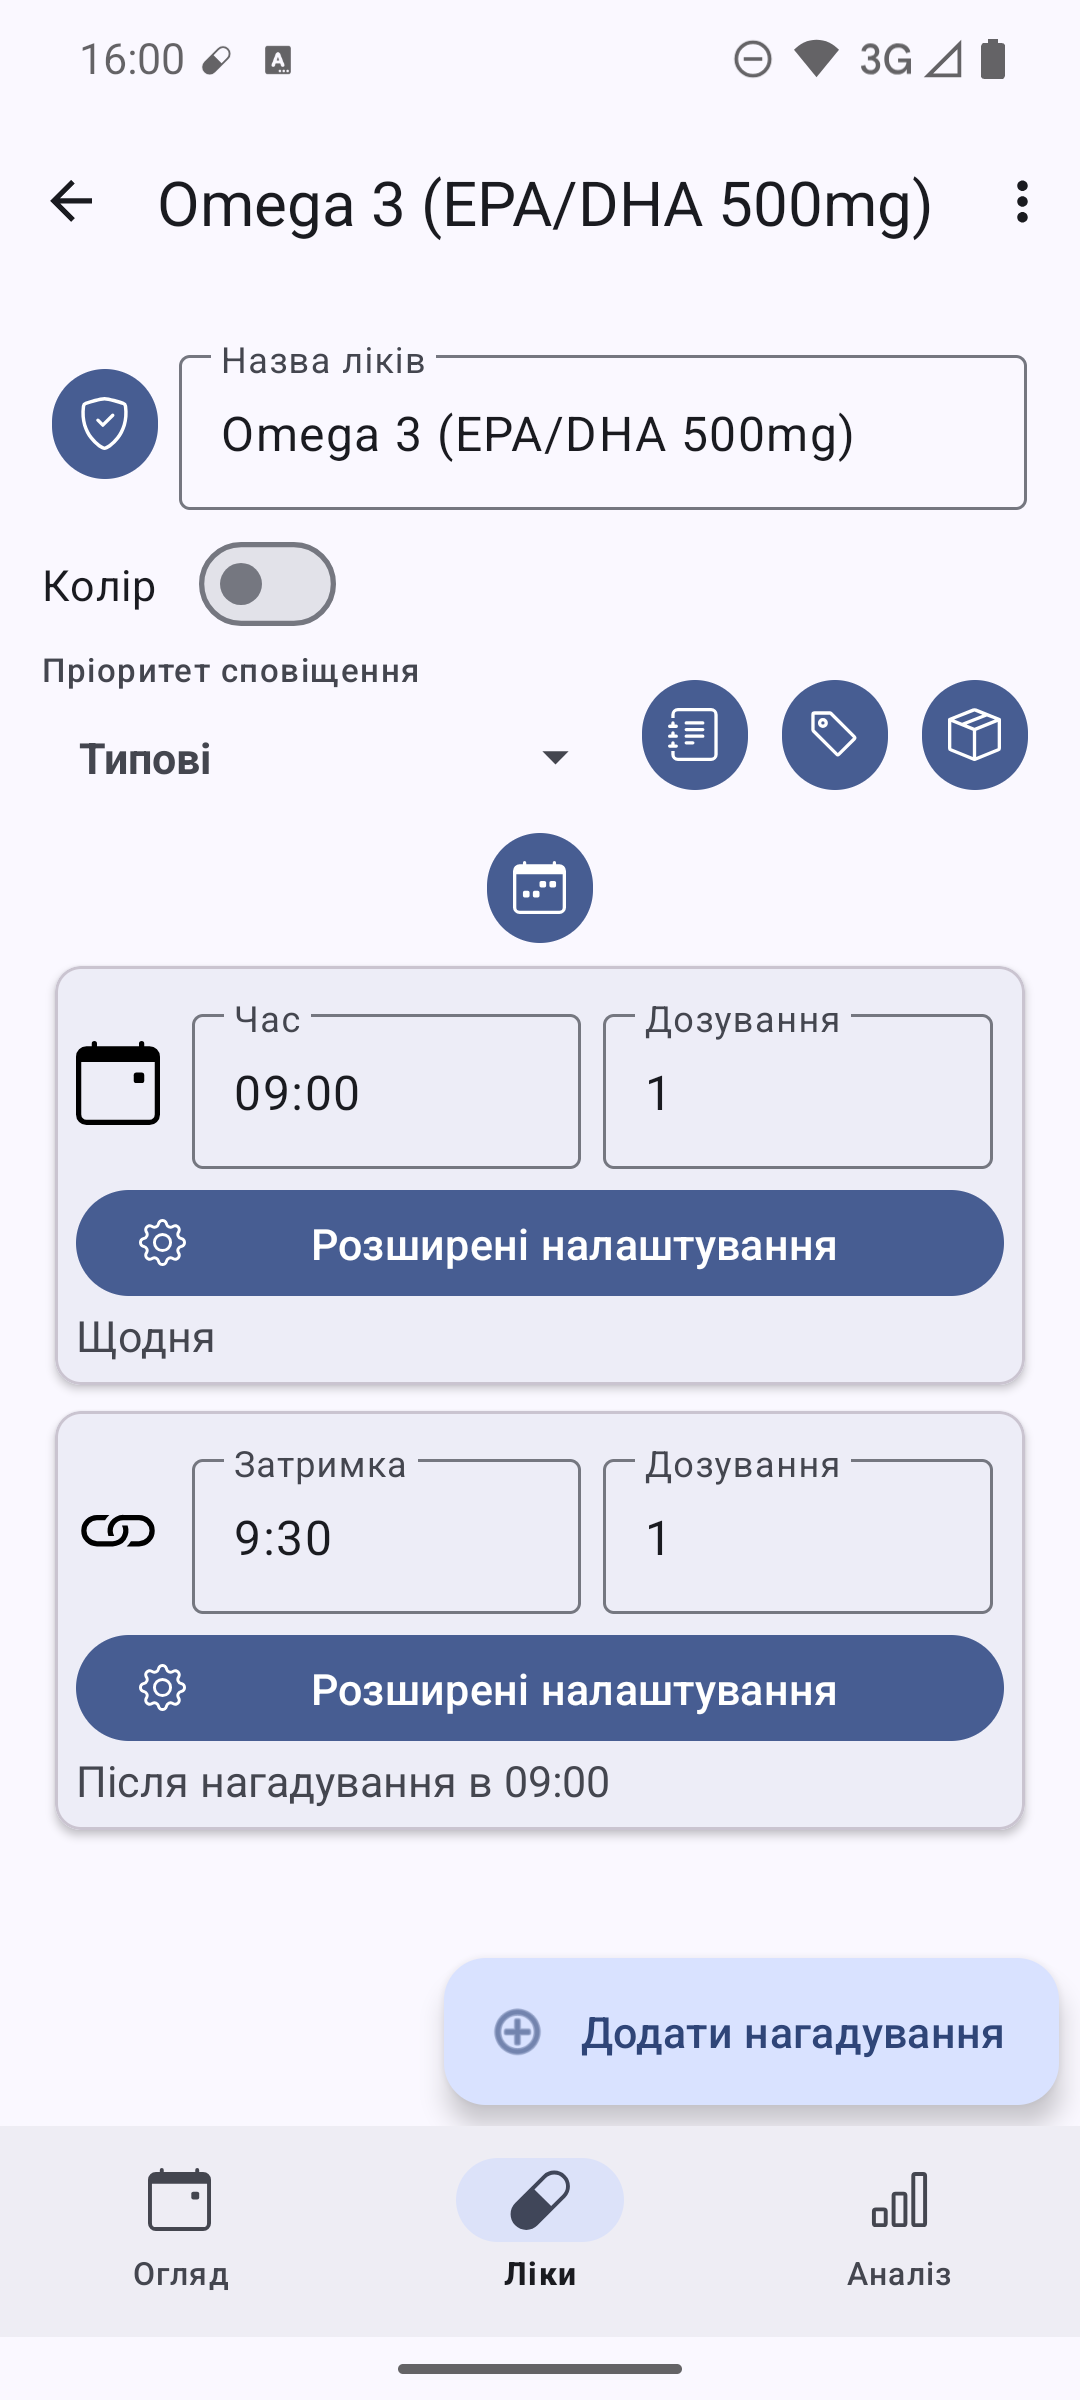 16:00
3G
Omega 3 (EPA/DHA 500mg)
Назва ліків
Omega 3 (EPA/DHA 500mg)
Колір
Пріоритет сповіщення
Типові
Час
09:00
Дозування
1
Розширені налаштування
Щодня
Затримка
9:30
Дозування
1
Розширені налаштування
Після нагадування в 09:00
Додати нагадування
Огляд
Ліки
Аналіз